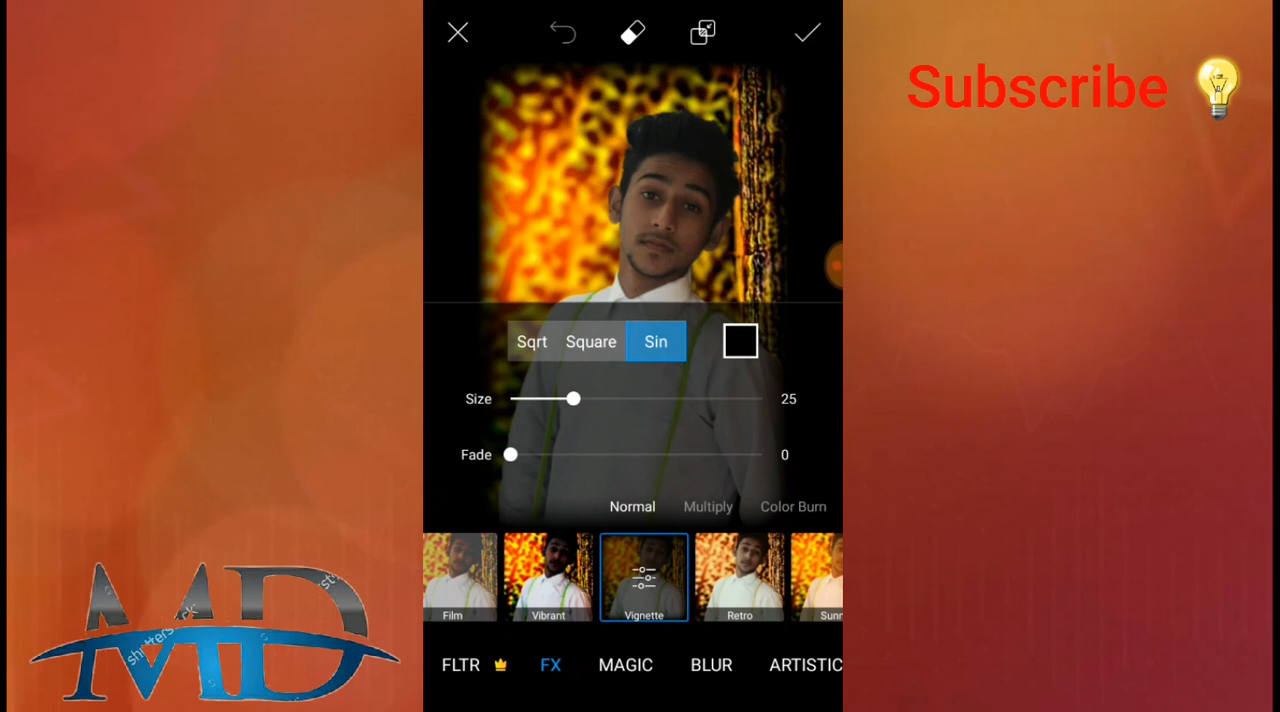 Subscribe
Sqrt Square Sin
Size 25
Fade 0
Normal Multiply Color Burn
Film Vibrant Vignette Retro Sunn
FLTR FX MAGIC BLUR ARTISTIC
MD